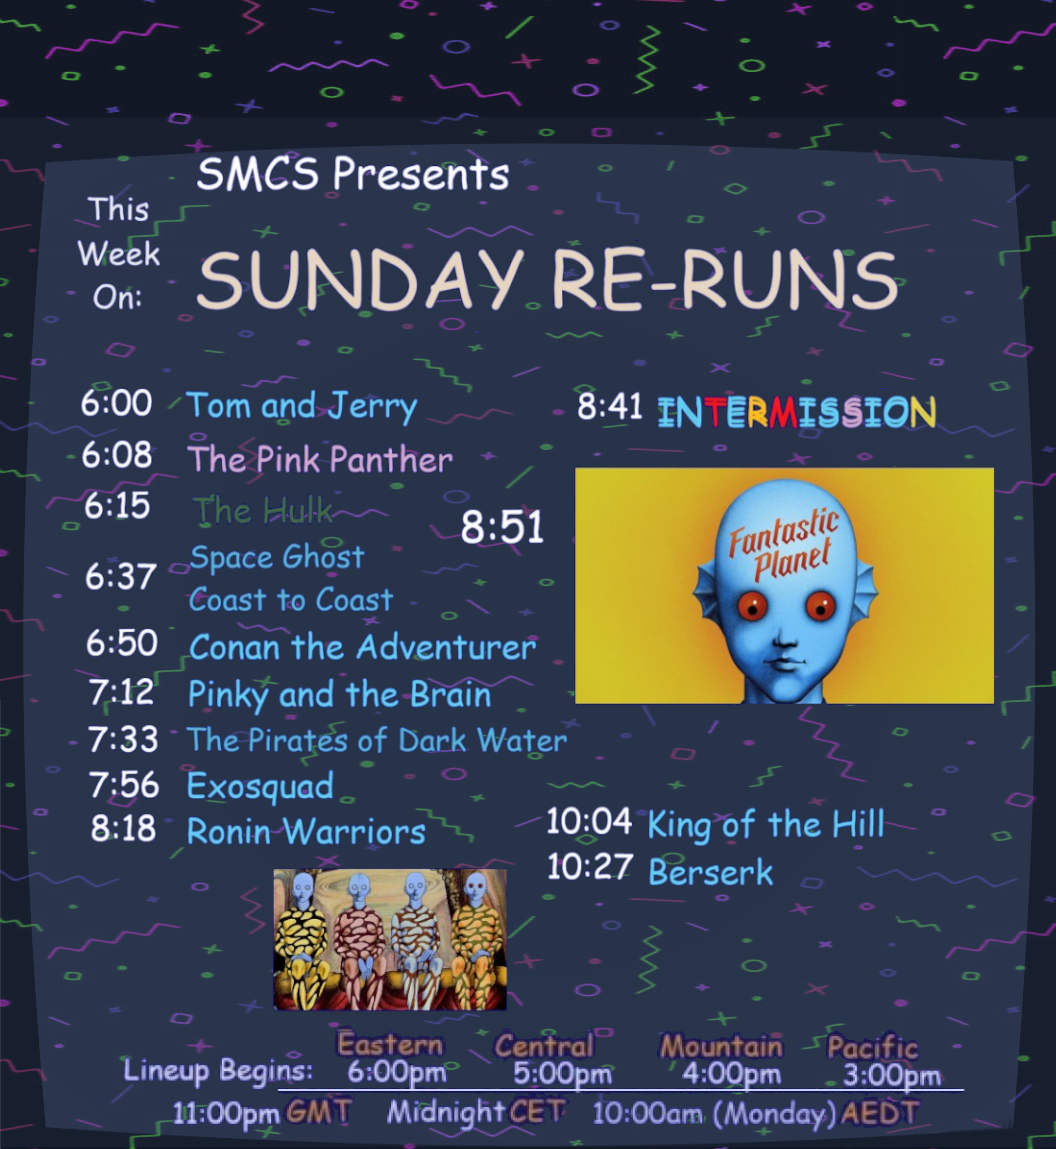 SMCS Presents
This
Week
On:
SUNDAY RE-RUNS
6:00 Tom and Jerry
6:08 The Pink Panther
6:15 The Hulk
6:37 Space Ghost
Coast to Coast
6:50 Conan the Adventurer
7:12 Pinky and the Brain
7:33 The Pirates of Dark Water
7:56 Exosquad
8:18 Ronin Warriors
8:41 INTERMISSION
8:51
Fantastic
Planet
10:04 King of the Hill
10:27 Berserk
Eastern Central Mountain Pacific
Lineup Begins: 6:00pm 5:00pm 4:00pm 3:00pm
11:00pm GMT Midnight CET 10:00am (Monday) AEDT